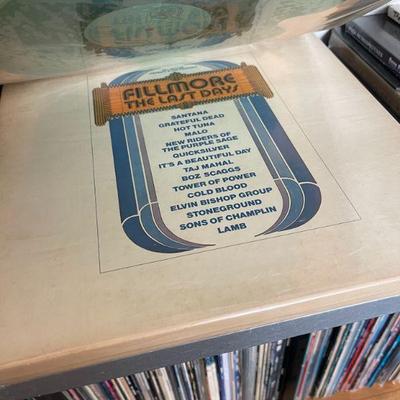 FILLMORE
THE LAST DAYS
SANTANA
GRATEFUL DEAD
HOT TUNA
MALO
NEW RIDERS OF
THE PURPLE SAGE
QUICKSILVER
IT'S A BEAUTIFUL DAY
TAJ MAHAL
BOZ SCAGGS
TOWER OF POWER
COLD BLOOD
ELVIN BISHOP GROUP
STONEGROUND
SONS OF CHAMPLIN
LAMB